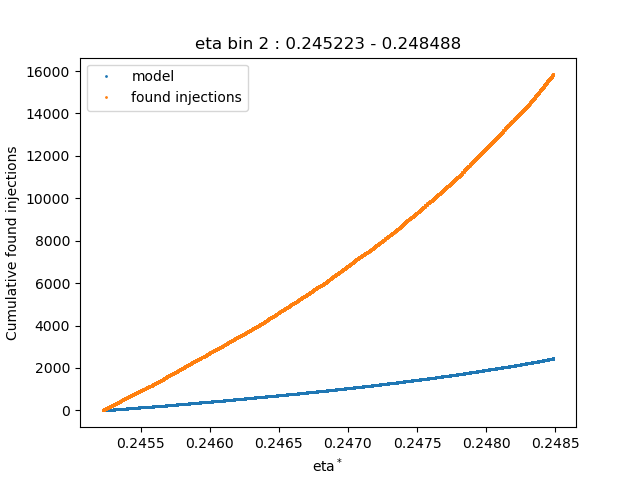 eta bin 2 : 0.245223 - 0.248488
model
found injections
Cumulative found injections
16000
14000
12000
10000
8000
6000
4000
2000
0
0.2455 0.2460 0.2465 0.2470 0.2475 0.2480 0.2485
eta*